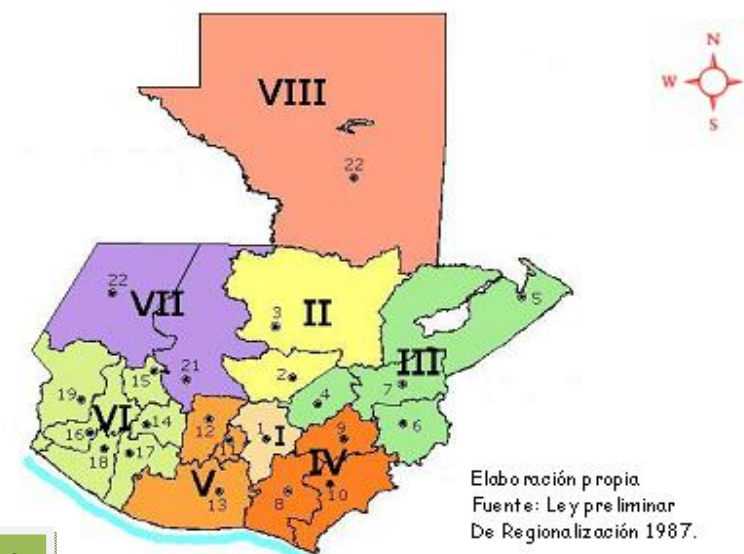 N
W
S
VIII
22
22
VII
II
3
5
III
2
21
15
7
19
4
VI
14
12
6
16
I
1
9
18
17
IV
V
13
8
10
Elaboración propia
Fuente: Ley preliminar
De Regionalización 1987.